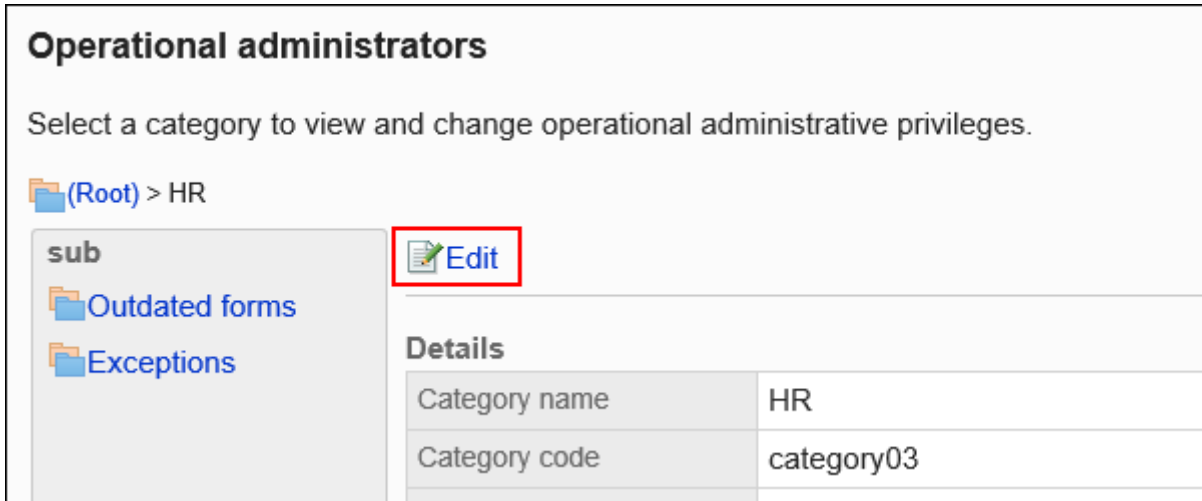 Operational administrators
Select a category to view and change operational administrative privileges.
(Root) > HR
sub
Outdated forms
Exceptions
Edit
Details
Category name HR
Category code category03